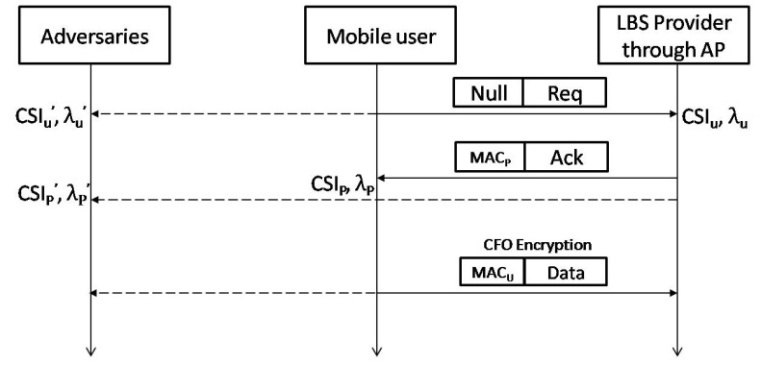 Adversaries
Mobile user
LBS Provider
through AP
Null Req
CSIᵤ′, λᵤ′
CSIᵤ, λᵤ
MACₚ Ack
CSIₚ, λₚ
CSIₚ′, λₚ′
CFO Encryption
MACᵤ Data